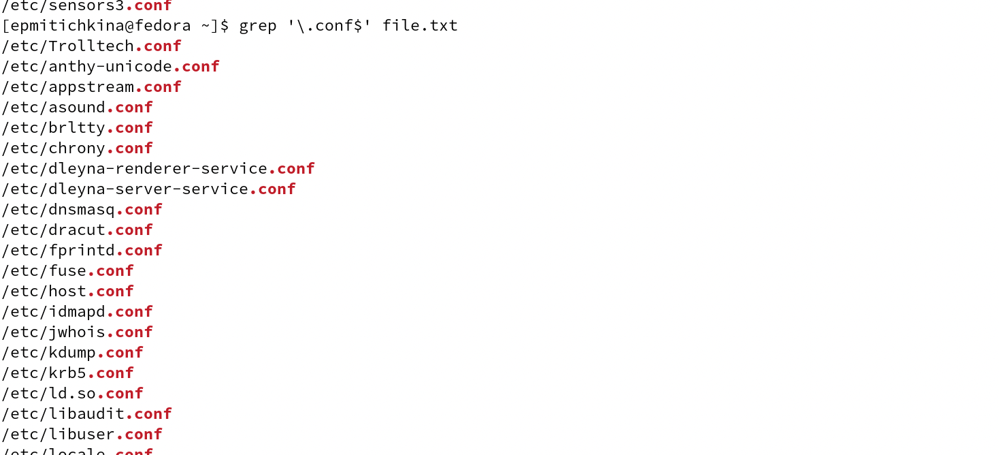 /etc/sensors3.conf
[epmitichkina@fedora ~]$ grep '\.conf$' file.txt
/etc/Trolltech.conf
/etc/anthy-unicode.conf
/etc/appstream.conf
/etc/asound.conf
/etc/brltty.conf
/etc/chrony.conf
/etc/dleyna-renderer-service.conf
/etc/dleyna-server-service.conf
/etc/dnsmasq.conf
/etc/dracut.conf
/etc/fprintd.conf
/etc/fuse.conf
/etc/host.conf
/etc/idmapd.conf
/etc/jwhois.conf
/etc/kdump.conf
/etc/krb5.conf
/etc/ld.so.conf
/etc/libaudit.conf
/etc/libuser.conf
/etc/locale.conf